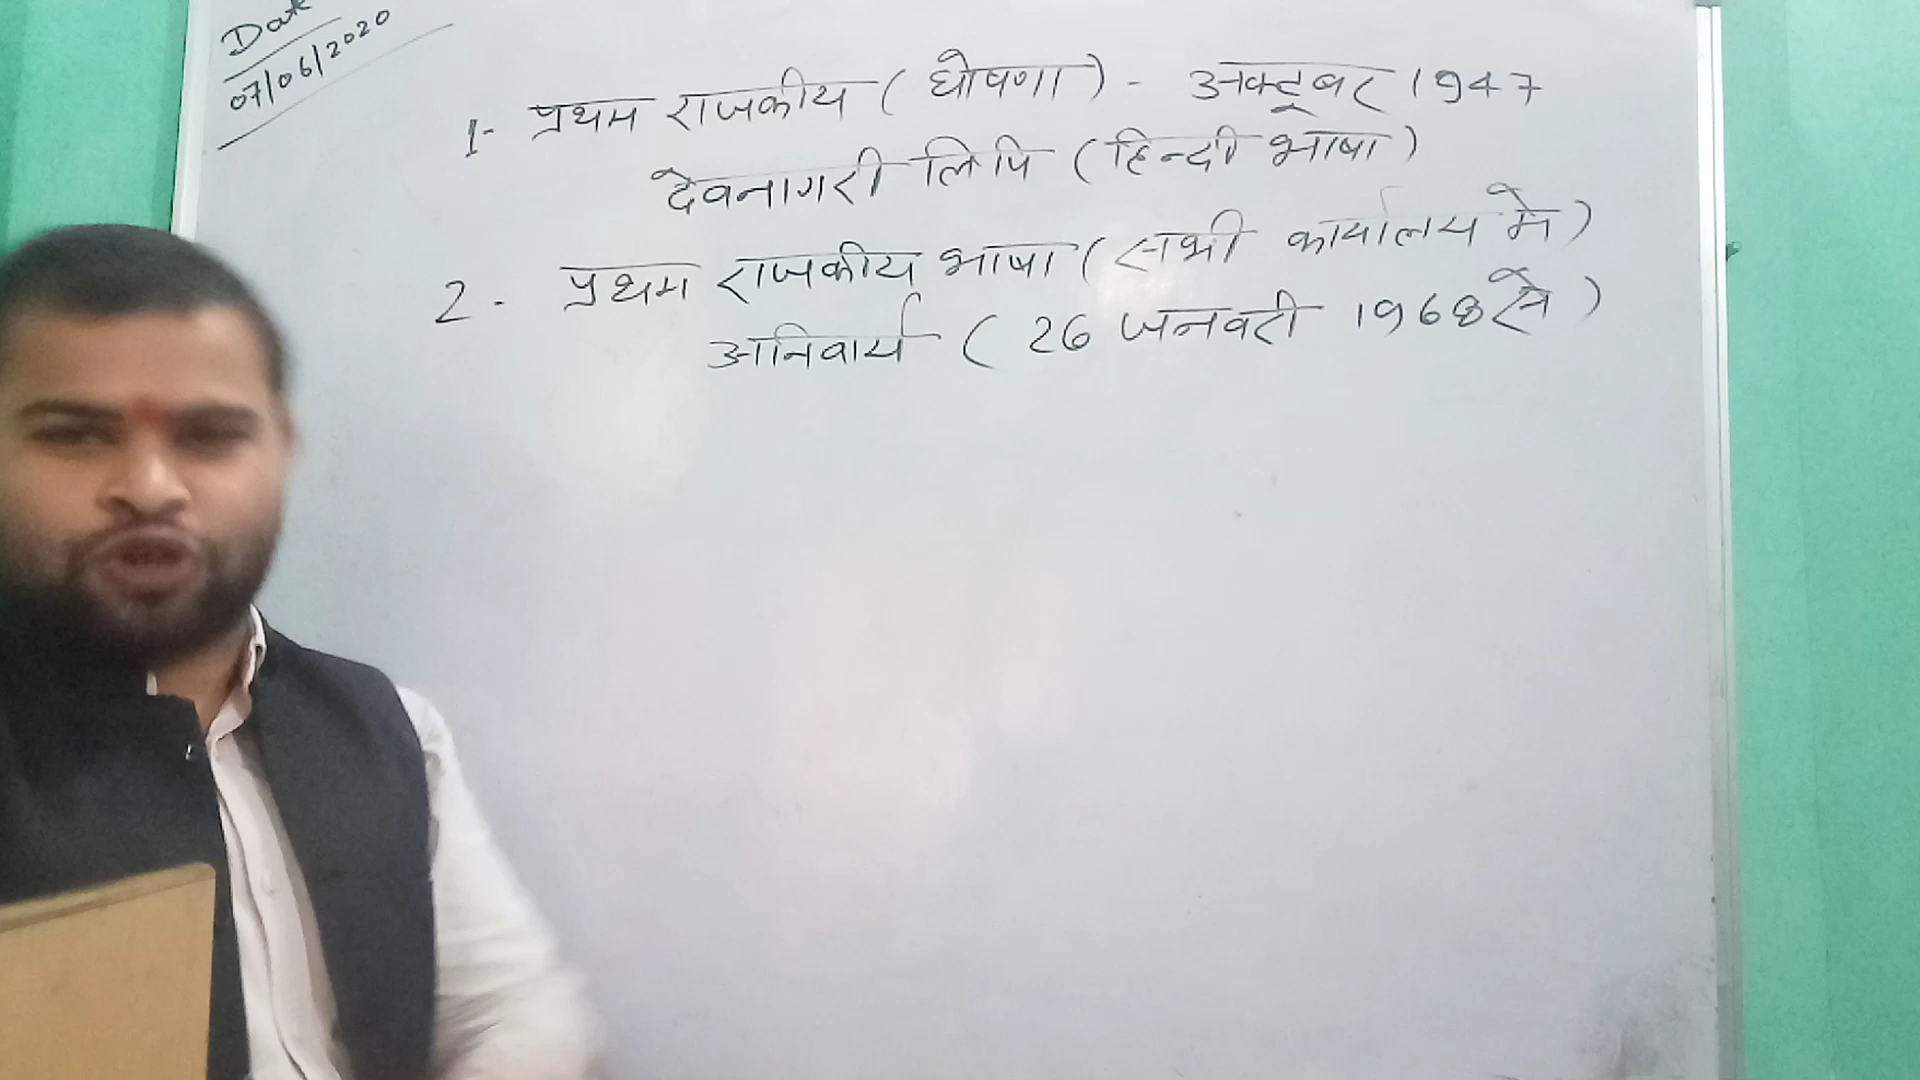 Date
07/06/2020
1- प्रथम राजकीय ( घोषणा ) - अक्टूबर 1947
देवनागरी लिपि ( हिन्दी भाषा )
2 - प्रथम राजकीय भाषा ( सभी कार्यालय मे )
अनिवार्य ( 26 जनवरी 1968 से )